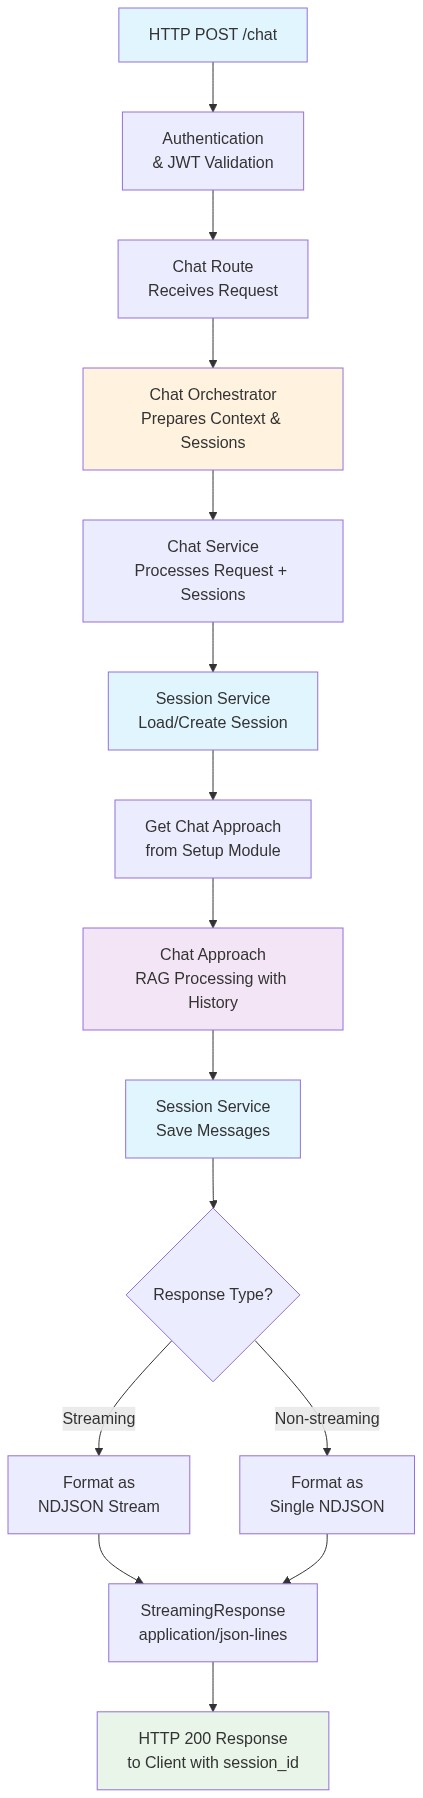 HTTP POST /chat
Authentication
& JWT Validation
Chat Route
Receives Request
Chat Orchestrator
Prepares Context &
Sessions
Chat Service
Processes Request +
Sessions
Session Service
Load/Create Session
Get Chat Approach
from Setup Module
Chat Approach
RAG Processing with
History
Session Service
Save Messages
Response Type?
Streaming
Non-streaming
Format as
NDJSON Stream
Format as
Single NDJSON
StreamingResponse
application/json-lines
HTTP 200 Response
to Client with session_id